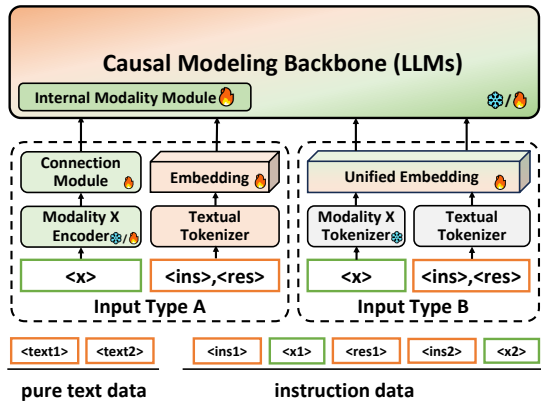 Causal Modeling Backbone (LLMs)
Internal Modality Module
/
Connection
Module
Embedding
Unified Embedding
Modality X
Encoder
/
Textual
Tokenizer
Modality X
Tokenizer
Textual
Tokenizer
<x>
<ins>,<res>
<x>
<ins>,<res>
Input Type A
Input Type B
<text1>
<text2>
<ins1>
<x1>
<res1>
<ins2>
<x2>
pure text data
instruction data